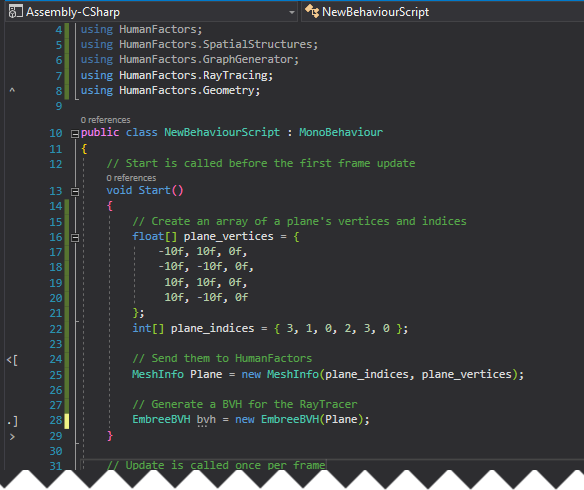 Assembly-CSharp NewBehaviourScript
4 using HumanFactors;
5 using HumanFactors.SpatialStructures;
6 using HumanFactors.GraphGenerator;
7 using HumanFactors.RayTracing;
8 using HumanFactors.Geometry;
9
0 references
10 public class NewBehaviourScript : MonoBehaviour
11 {
12 // Start is called before the first frame update
0 references
13 void Start()
14 {
15 // Create an array of a plane's vertices and indices
16 float[] plane_vertices = {
17 -10f, 10f, 0f,
18 -10f, -10f, 0f,
19 10f, 10f, 0f,
20 10f, -10f, 0f
21 };
22 int[] plane_indices = { 3, 1, 0, 2, 3, 0 };
23
<[ 24 // Send them to HumanFactors
25 MeshInfo Plane = new MeshInfo(plane_indices, plane_vertices);
26
27 // Generate a BVH for the RayTracer
.] 28 EmbreeBVH bvh = new EmbreeBVH(Plane);
> 29 }
30
31 // Update is called once per frame